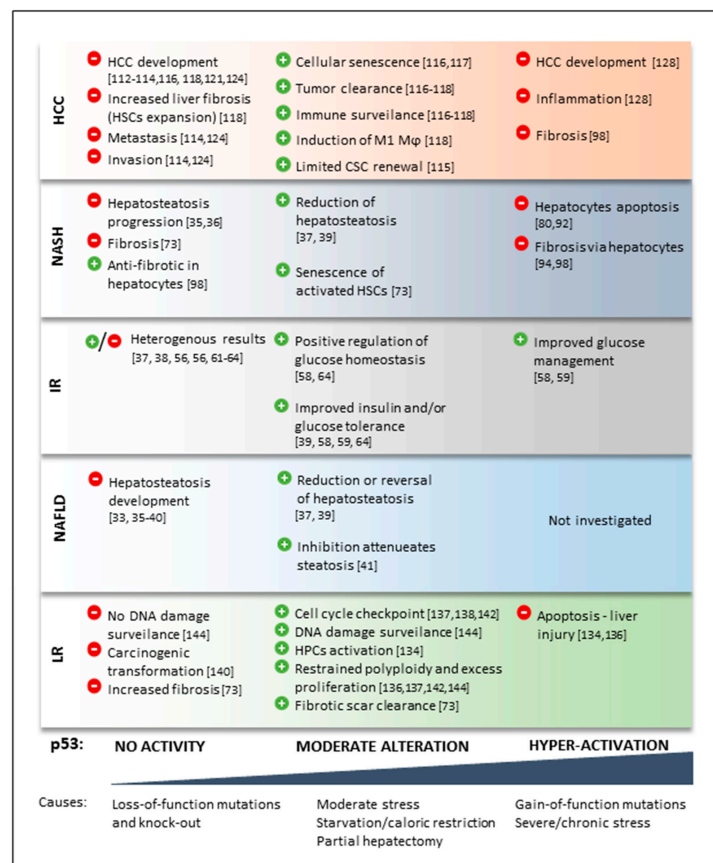 HCC
HCC development
[112-114,116, 118,121,124]
Increased liver fibrosis
(HSCs expansion) [118]
Metastasis [114,124]
Invasion [114,124]
Cellular senescence [116,117]
Tumor clearance [116-118]
Immune surveilance [116-118]
Induction of M1 Mφ [118]
Limited CSC renewal [115]
HCC development [128]
Inflammation [128]
Fibrosis [98]
NASH
Hepatosteatosis
progression [35,36]
Fibrosis [73]
Anti-fibrotic in
hepatocytes [98]
Reduction of
hepatosteatosis
[37, 39]
Senescence of
activated HSCs [73]
Hepatocytes apoptosis
[80,92]
Fibrosis via hepatocytes
[94,98]
IR
+/- Heterogenous results
[37, 38, 56, 56, 61-64]
Positive regulation of
glucose homeostasis
[58, 64]
Improved insulin and/or
glucose tolerance
[39, 58, 59, 64]
Improved glucose
management
[58, 59]
NAFLD
Hepatosteatosis
development
[33, 35-40]
Reduction or reversal
of hepatosteatosis
[37, 39]
Inhibition attenueates
steatosis [41]
Not investigated
LR
No DNA damage
surveilance [144]
Carcinogenic
transformation [140]
Increased fibrosis [73]
Cell cycle checkpoint [137,138,142]
DNA damage surveilance [144]
HPCs activation [134]
Restrained polyploidy and excess
proliferation [136,137,142,144]
Fibrotic scar clearance [73]
Apoptosis - liver
injury [134,136]
p53: NO ACTIVITY MODERATE ALTERATION HYPER-ACTIVATION
Causes:
Loss-of-function mutations
and knock-out
Moderate stress
Starvation/caloric restriction
Partial hepatectomy
Gain-of-function mutations
Severe/chronic stress